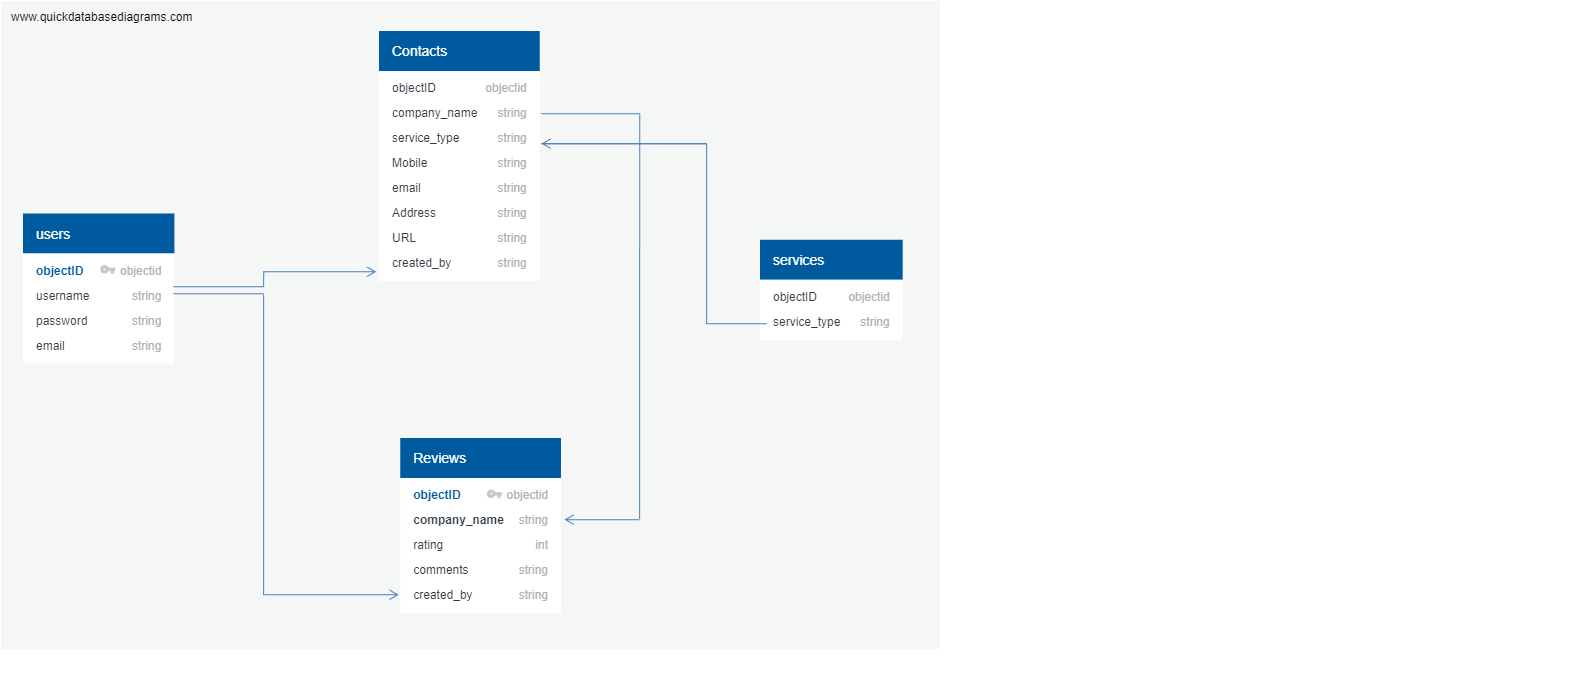 www.quickdatabasediagrams.com
Contacts
objectID objectid
company_name string
service_type string
Mobile string
email string
Address string
URL string
created_by string
users
objectID objectid
username string
password string
email string
services
objectID objectid
service_type string
Reviews
objectID objectid
company_name string
rating int
comments string
created_by string